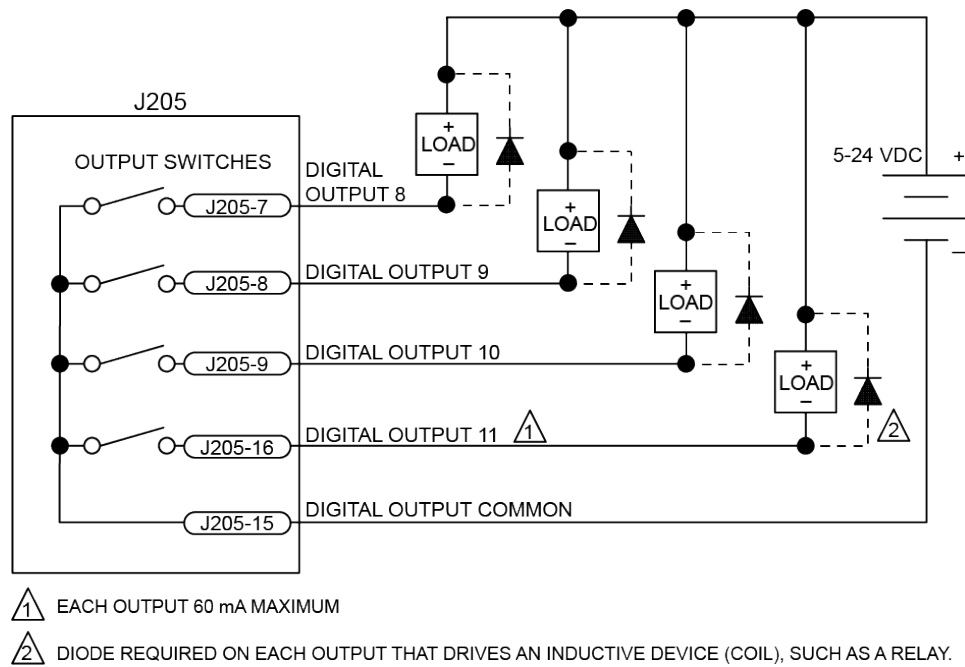 J205
OUTPUT SWITCHES
DIGITAL
OUTPUT 8
J205-7
+
LOAD
–
5-24 VDC
+
–
+
LOAD
–
DIGITAL OUTPUT 9
J205-8
+
LOAD
–
DIGITAL OUTPUT 10
J205-9
+
LOAD
–
DIGITAL OUTPUT 11
1
2
J205-16
DIGITAL OUTPUT COMMON
J205-15
1 EACH OUTPUT 60 mA MAXIMUM
2 DIODE REQUIRED ON EACH OUTPUT THAT DRIVES AN INDUCTIVE DEVICE (COIL), SUCH AS A RELAY.